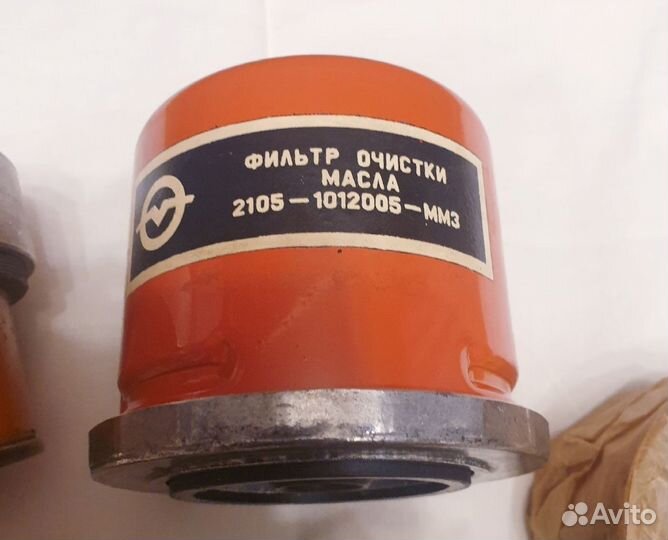 ФИЛЬТР ОЧИСТКИ
МАСЛА
2105-1012005-ММЗ
Avito